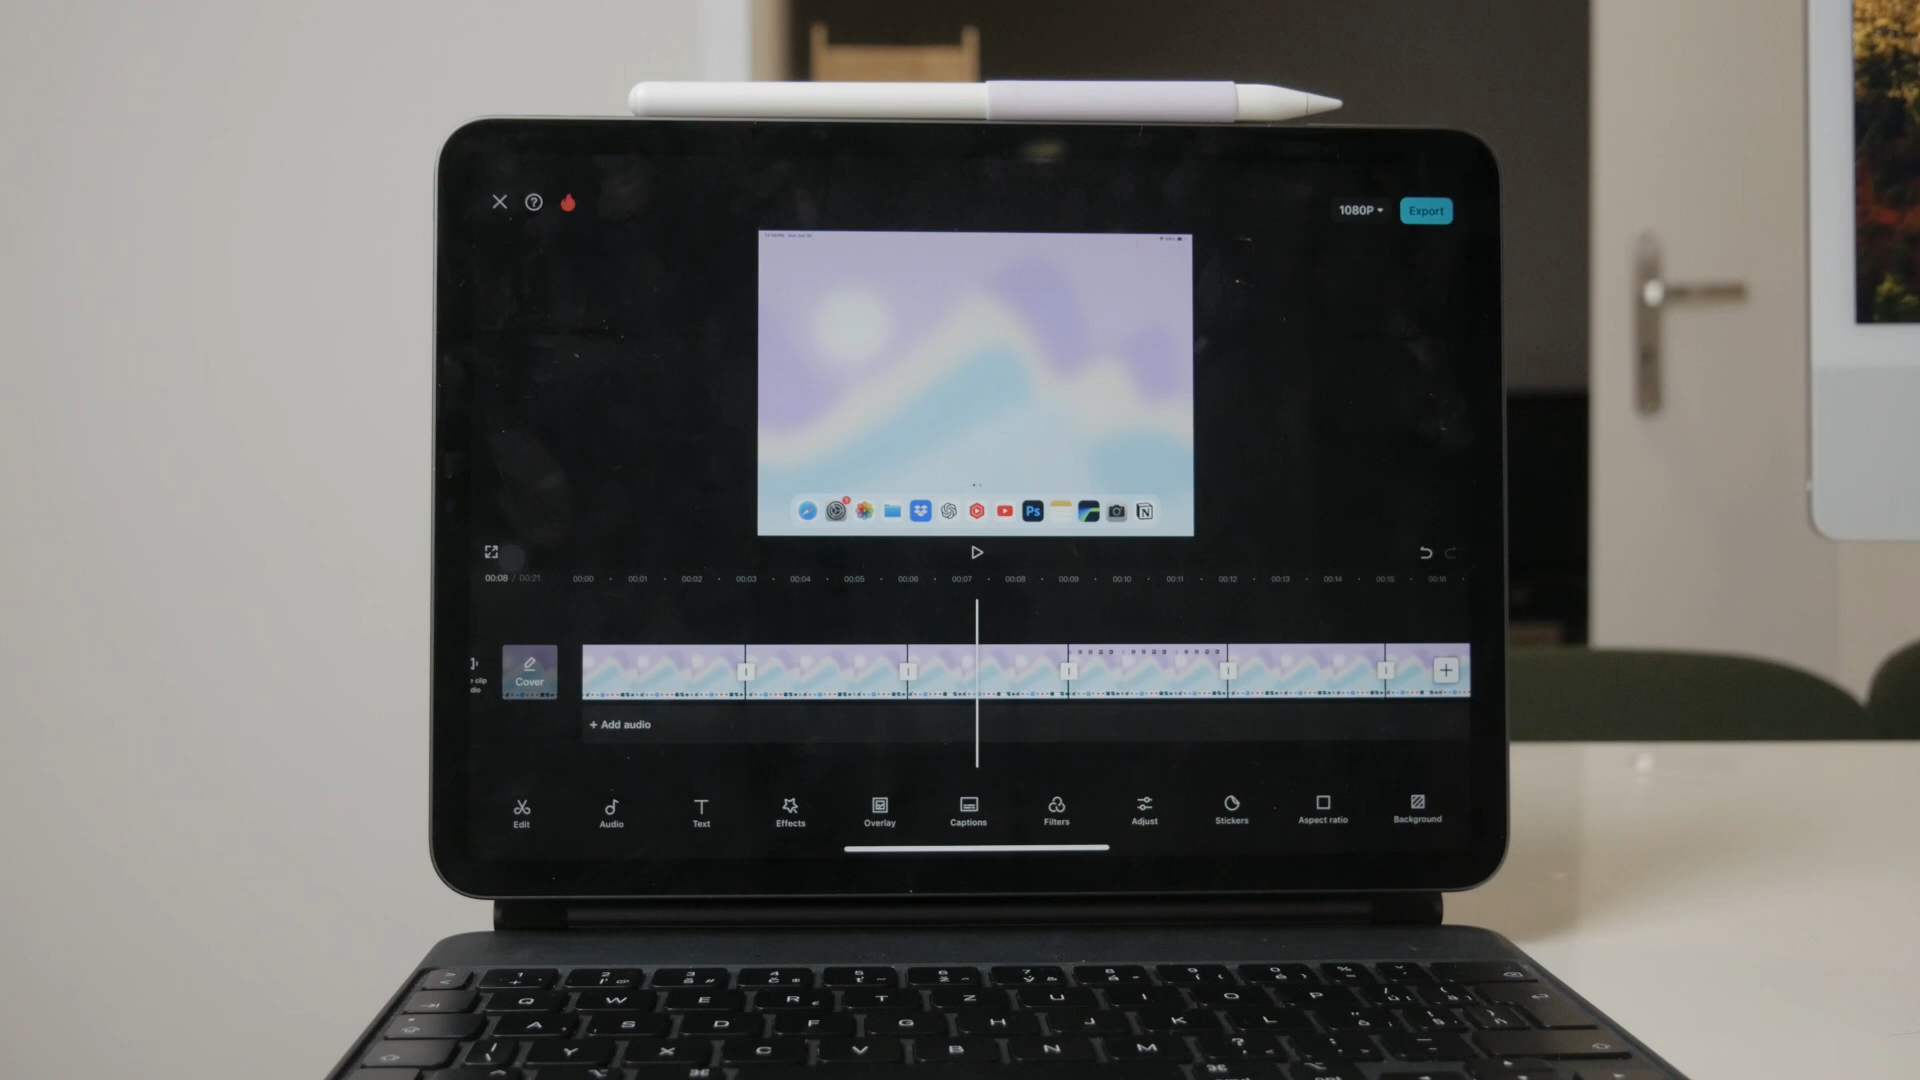 1080P
Export
Ps
00:08 / 00:21
00:00 00:01 00:02 00:03 00:04 00:05 00:06 00:07 00:08 00:09 00:10 00:11 00:12 00:13 00:14 00:15 00:16
clip
Cover
+ Add audio
Edit Audio Text Effects Overlay Captions Filters Adjust Stickers Aspect ratio Background
Q W E R T Z U I O P
A S D F G H J K L
Y X C V B N M